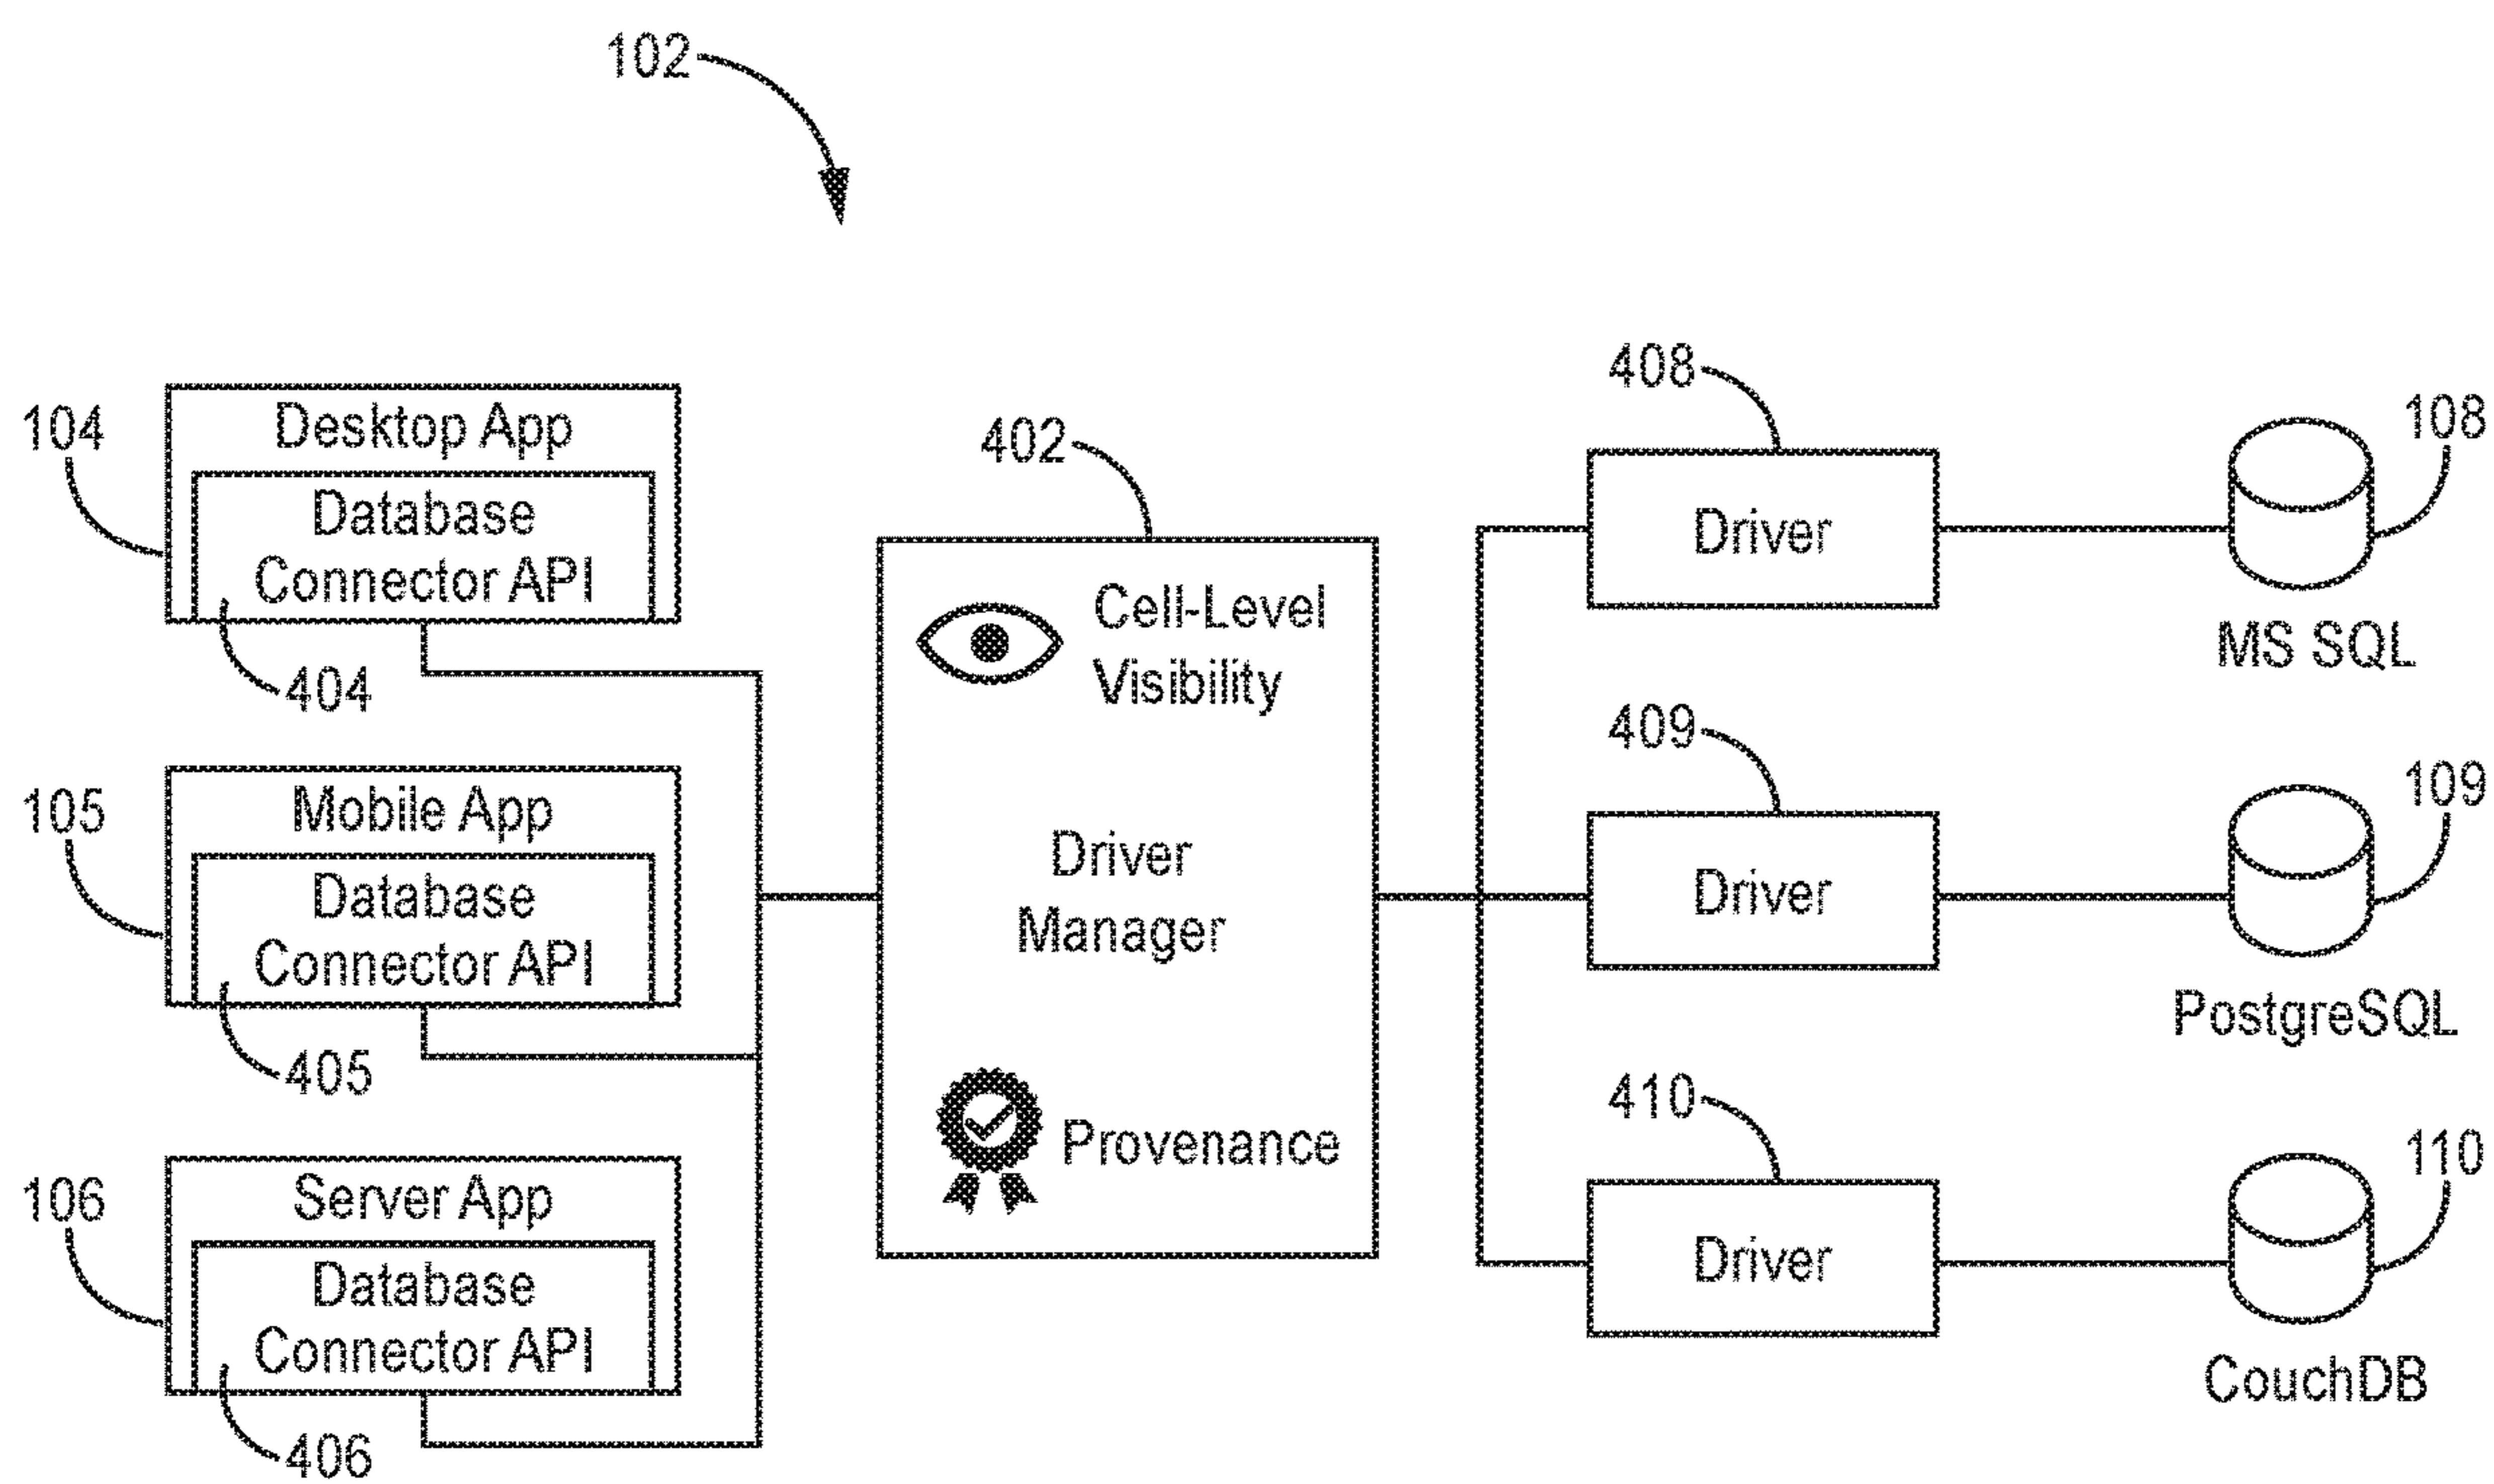 102
104
Desktop App
Database
Connector API
404
105
Mobile App
Database
Connector API
405
106
Server App
Database
Connector API
406
402
Cell-Level
Visibility
Driver
Manager
Provenance
408
Driver
409
Driver
410
Driver
108
MS SQL
109
PostgreSQL
110
CouchDB